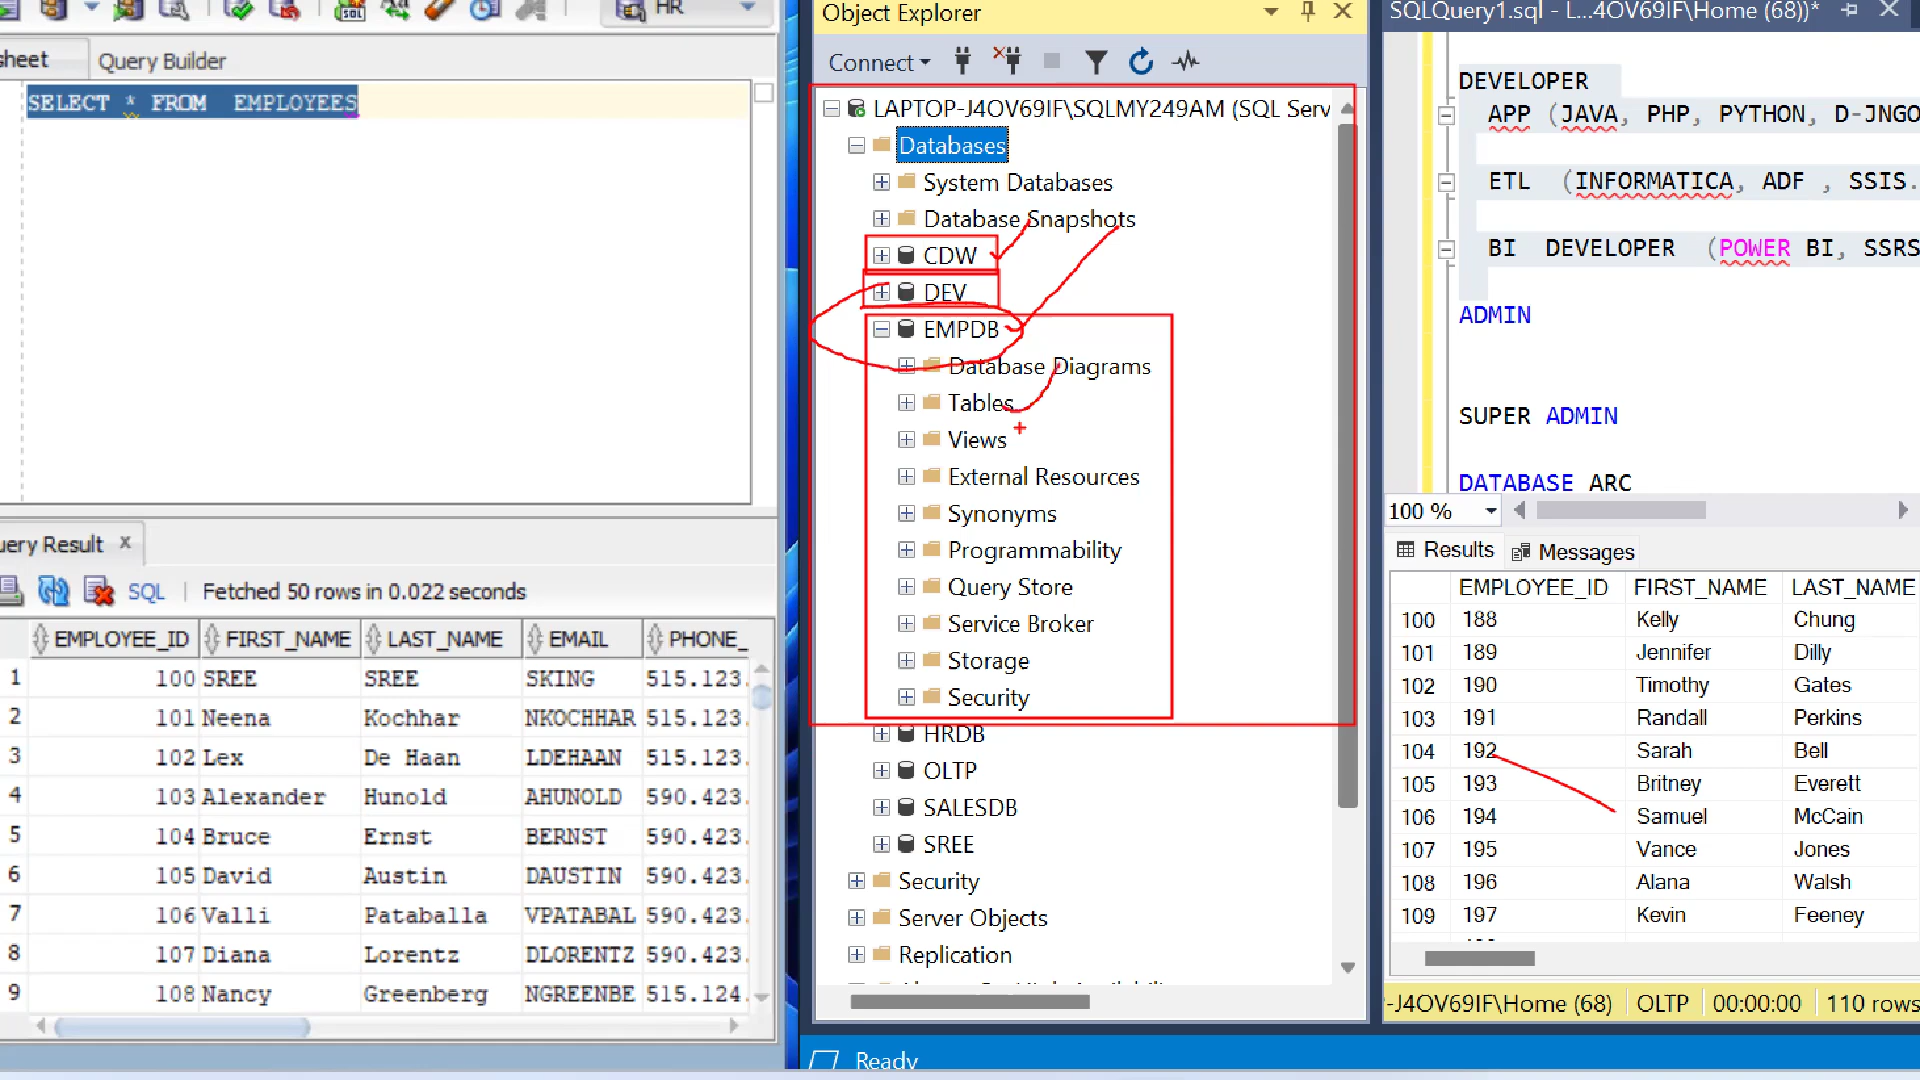 HR
sheet
Query Builder
SELECT * FROM EMPLOYEES
uery Result x
SQL | Fetched 50 rows in 0.022 seconds
EMPLOYEE_ID FIRST_NAME LAST_NAME EMAIL PHONE_
1 100 SREE SREE SKING 515.123.
2 101 Neena Kochhar NKOCHHAR 515.123.
3 102 Lex De Haan LDEHAAN 515.123.
4 103 Alexander Hunold AHUNOLD 590.423.
5 104 Bruce Ernst BERNST 590.423.
6 105 David Austin DAUSTIN 590.423.
7 106 Valli Pataballa VPATABAL 590.423.
8 107 Diana Lorentz DLORENTZ 590.423.
9 108 Nancy Greenberg NGREENBE 515.124.
Object Explorer
Connect
LAPTOP-J4OV69IF\SQLMY249AM (SQL Serv
Databases
System Databases
Database Snapshots
CDW
DEV
EMPDB
Database Diagrams
Tables
Views
External Resources
Synonyms
Programmability
Query Store
Service Broker
Storage
Security
HRDB
OLTP
SALESDB
SREE
Security
Server Objects
Replication
Ready
SQLQuery1.sql - L...4OV69IF\Home (68))*
DEVELOPER
APP (JAVA, PHP, PYTHON, D-JNGO
ETL (INFORMATICA, ADF , SSIS.
BI DEVELOPER (POWER BI, SSRS
ADMIN
SUPER ADMIN
DATABASE ARC
100 %
Results Messages
EMPLOYEE_ID FIRST_NAME LAST_NAME
100 188 Kelly Chung
101 189 Jennifer Dilly
102 190 Timothy Gates
103 191 Randall Perkins
104 192 Sarah Bell
105 193 Britney Everett
106 194 Samuel McCain
107 195 Vance Jones
108 196 Alana Walsh
109 197 Kevin Feeney
-J4OV69IF\Home (68) OLTP 00:00:00 110 rows